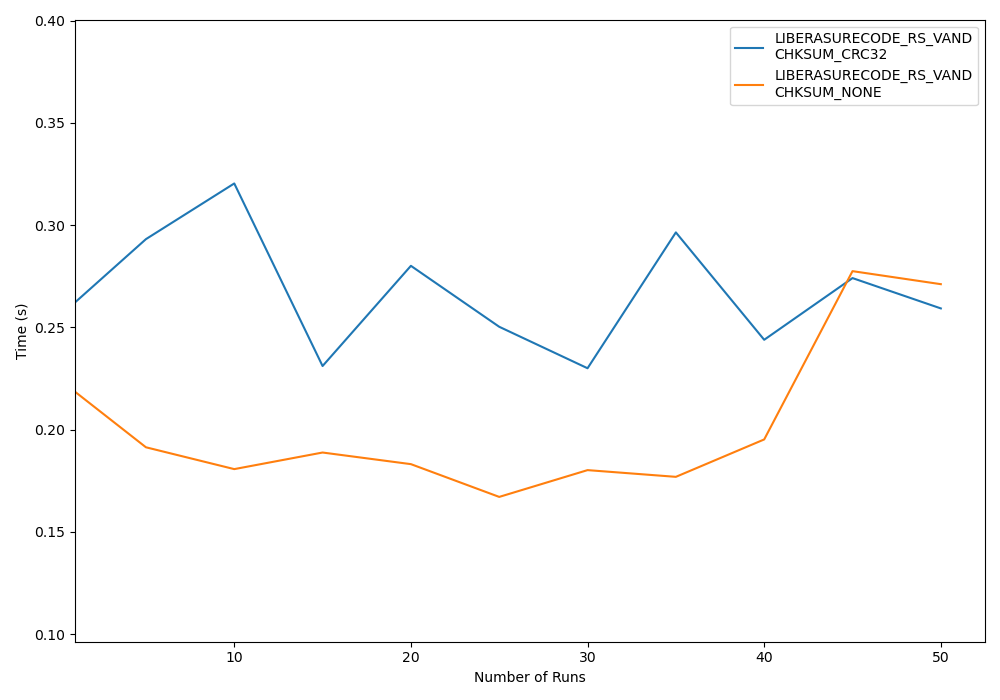 0.40
0.35
0.30
0.25
0.20
0.15
0.10
Time (s)
LIBERASURECODE_RS_VAND
CHKSUM_CRC32
LIBERASURECODE_RS_VAND
CHKSUM_NONE
10
20
30
40
50
Number of Runs